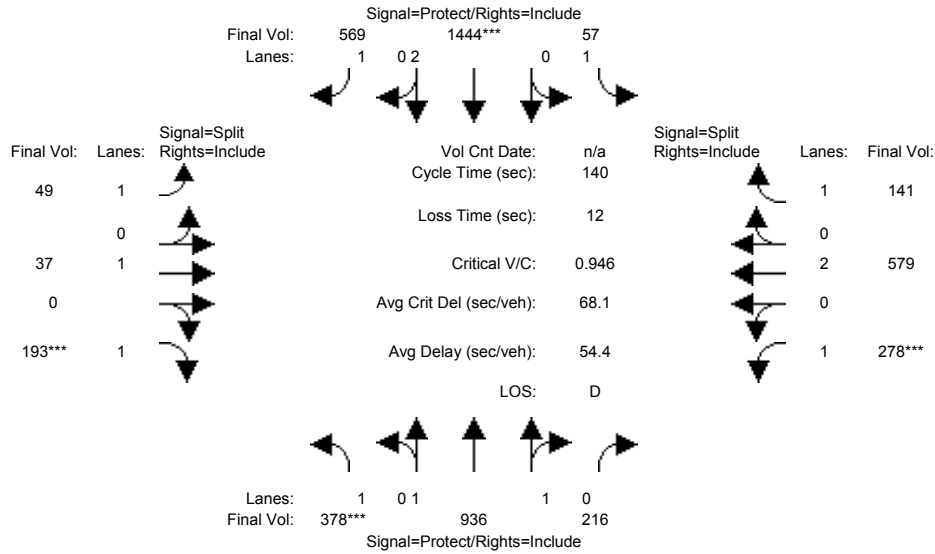 Signal=Protect/Rights=Include
Final Vol: 569 1444*** 57
Lanes: 1 0 2 0 1
Signal=Split
Final Vol: Lanes: Rights=Include
Vol Cnt Date: n/a
Signal=Split
Rights=Include Lanes: Final Vol:
Cycle Time (sec): 140
49 1
1 141
Loss Time (sec): 12
0
0
37 1
Critical V/C: 0.946
2 579
0
Avg Crit Del (sec/veh): 68.1
0
193*** 1
Avg Delay (sec/veh): 54.4
1 278***
LOS: D
Lanes: 1 0 1 1 0
Final Vol: 378*** 936 216
Signal=Protect/Rights=Include